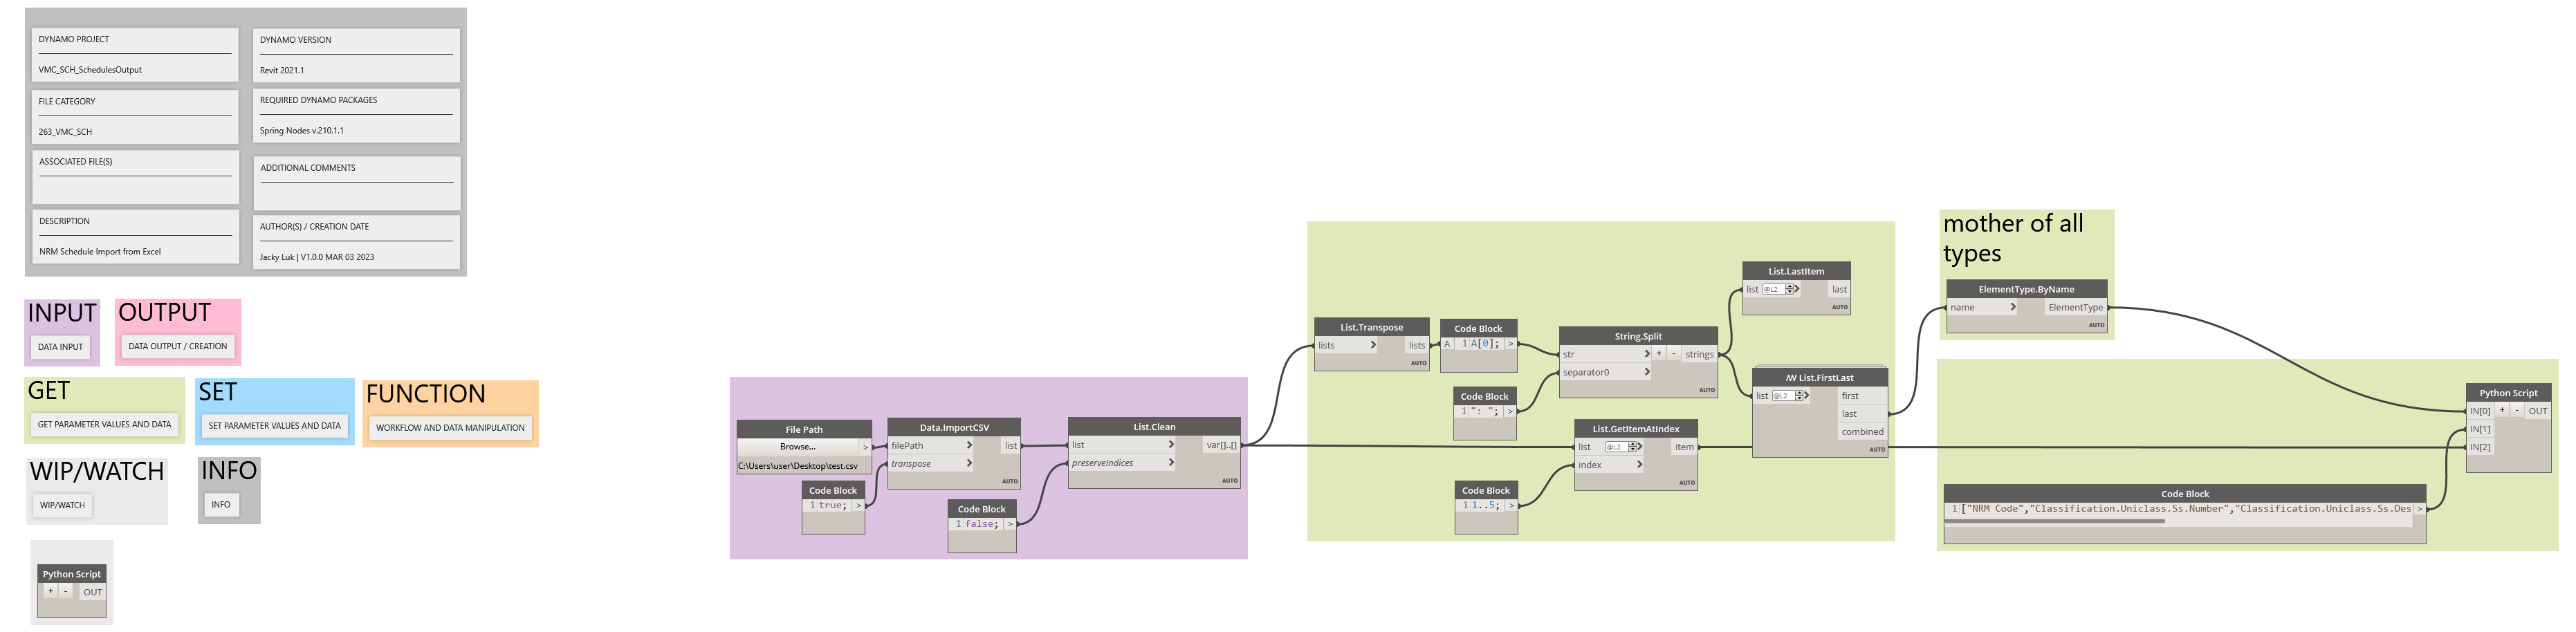 DYNAMO PROJECT
VMC_SCH_SchedulesOutput
DYNAMO VERSION
Revit 2021.1
FILE CATEGORY
263_VMC_SCH
REQUIRED DYNAMO PACKAGES
Spring Nodes v.210.1.1
ASSOCIATED FILE(S)
ADDITIONAL COMMENTS
DESCRIPTION
NRM Schedule Import from Excel
AUTHOR(S) / CREATION DATE
Jacky Luk | V1.0.0 MAR 03 2023
INPUT
DATA INPUT
OUTPUT
DATA OUTPUT / CREATION
GET
GET PARAMETER VALUES AND DATA
SET
SET PARAMETER VALUES AND DATA
FUNCTION
WORKFLOW AND DATA MANIPULATION
WIP/WATCH
WIP/WATCH
INFO
INFO
Python Script
+ - OUT
File Path
Browse... >
C:\Users\user\Desktop\test.csv
Code Block
1 true; >
Data.ImportCSV
filePath > list
transpose >
AUTO
Code Block
1 false; >
List.Clean
list > var[]..[]
preserveIndices >
AUTO
List.Transpose
lists > lists
AUTO
Code Block
A 1 A[0]; >
Code Block
1 ": "; >
String.Split
str > + - strings
separator0 >
AUTO
Code Block
1 1..5; >
List.GetItemAtIndex
list @L2 > item
index >
AUTO
List.LastItem
list @L2 > last
AUTO
W List.FirstLast
list @L2 > first
last
combined
AUTO
mother of all
types
ElementType.ByName
name > ElementType
AUTO
Code Block
1 ["NRM Code","Classification.Uniclass.Ss.Number","Classification.Uniclass.Ss.Des >
Python Script
IN[0] + - OUT
IN[1]
IN[2]